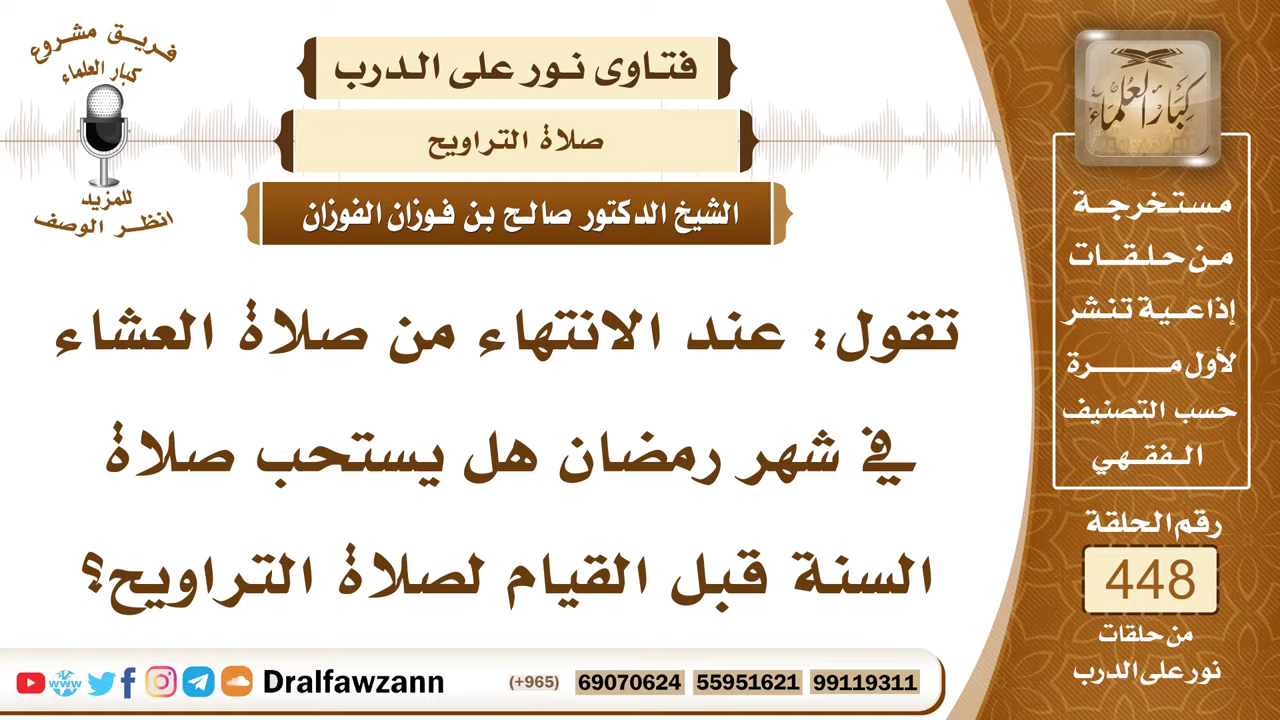 فريق مشروع
كبار العلماء
للمزيد
انظر الوصف
فتاوى نور على الدرب
صلاة التراويح
الشيخ الدكتور صالح بن فوزان الفوزان
تقول: عند الانتهاء من صلاة العشاء
في شهر رمضان هل يستحب صلاة
السنة قبل القيام لصلاة التراويح؟
كبار العلماء
مستخرجة
من حلقات
إذاعية تنشر
لأول مرة
حسب التصنيف
الفقهي
رقم الحلقة
448
من حلقات
نور على الدرب
www Dralfawzann (+965) 69070624 55951621 99119311